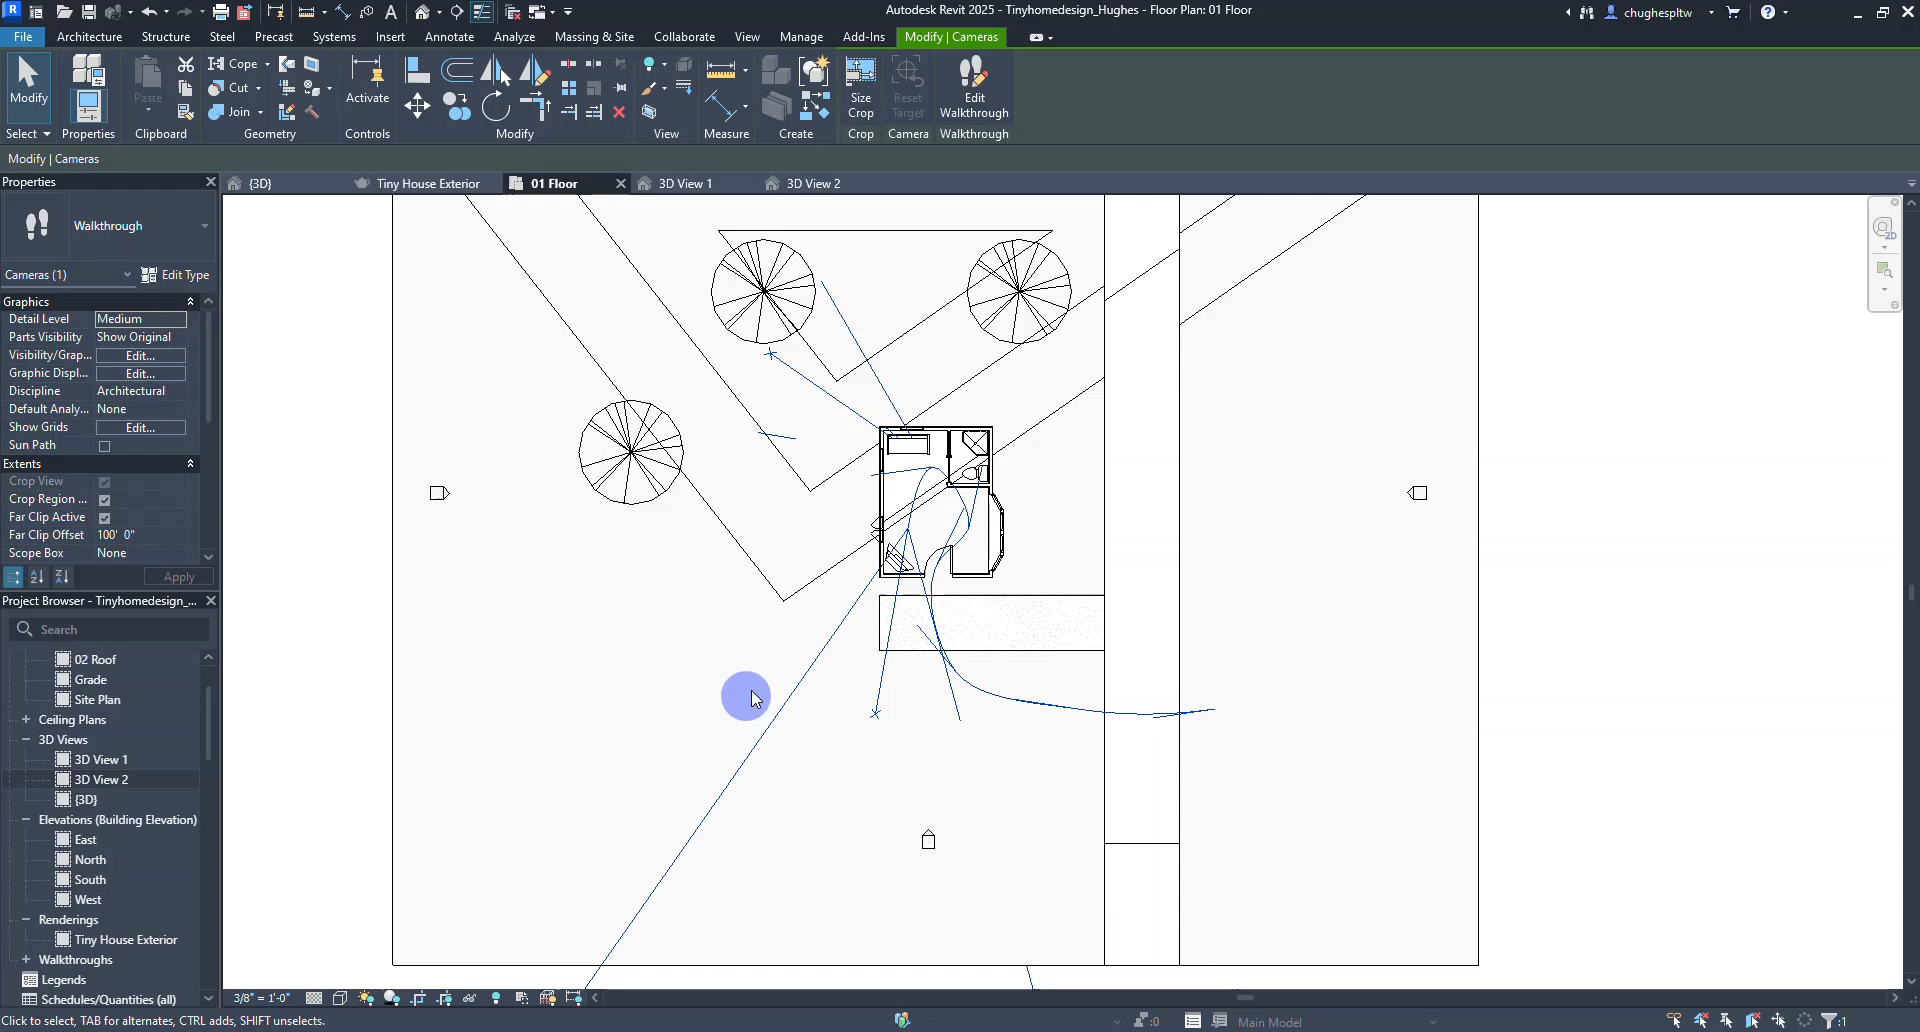 Autodesk Revit 2025 - Tinyhomedesign_Hughes - Floor Plan: 01 Floor
chughespltw
File
Architecture
Structure
Steel
Precast
Systems
Insert
Annotate
Analyze
Massing & Site
Collaborate
View
Manage
Add-Ins
Modify | Cameras
Modify
Paste
Cope
Cut
Join
Activate
Size
Crop
Reset
Target
Edit
Walkthrough
Select
Properties
Clipboard
Geometry
Controls
Modify
View
Measure
Create
Crop
Camera
Walkthrough
Modify | Cameras
Properties
{3D}
Tiny House Exterior
01 Floor
3D View 1
3D View 2
Walkthrough
Cameras (1)
Edit Type
Graphics
Detail Level Medium
Parts Visibility Show Original
Visibility/Grap... Edit...
Graphic Displ... Edit...
Discipline Architectural
Default Analy... None
Show Grids Edit...
Sun Path
Extents
Crop View
Crop Region ...
Far Clip Active
Far Clip Offset 100' 0"
Scope Box None
Apply
Project Browser - Tinyhomedesign_...
Search
02 Roof
Grade
Site Plan
Ceiling Plans
3D Views
3D View 1
3D View 2
{3D}
Elevations (Building Elevation)
East
North
South
West
Renderings
Tiny House Exterior
Walkthroughs
Legends
Schedules/Quantities (all)
3/8" = 1'-0"
Click to select, TAB for alternates, CTRL adds, SHIFT unselects.
:0
Main Model
:1
2D